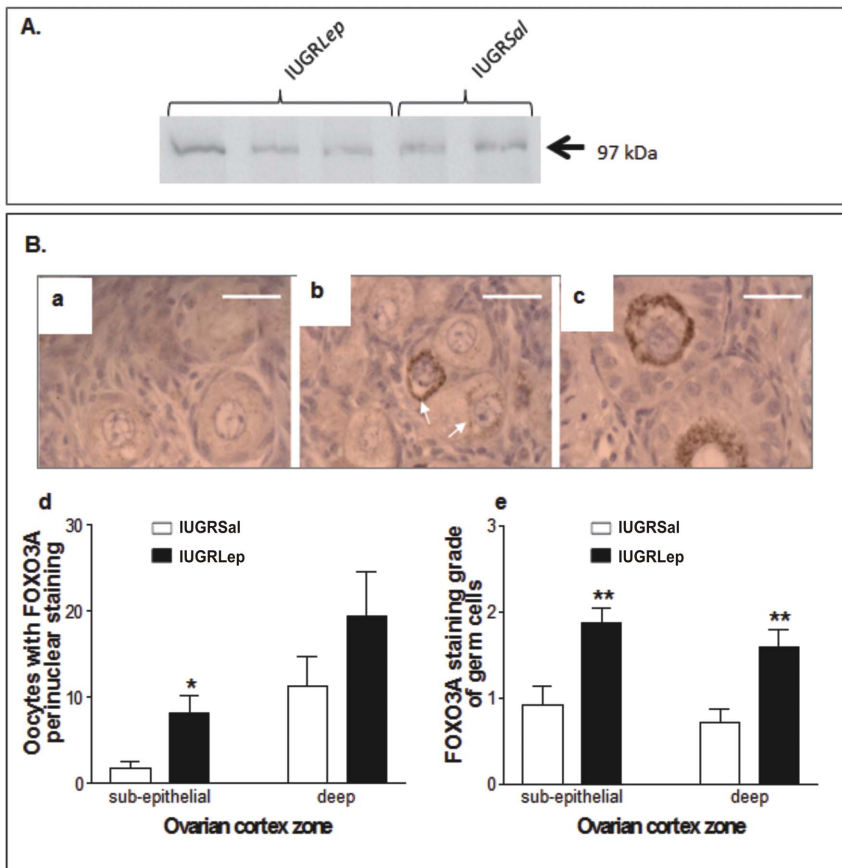 A.
IUGRLep
IUGRSal
97 kDa
B.
a
b
c
d
30
20
10
0
Oocytes with FOXO3A
perinuclear staining
IUGRSal
IUGRLep
*
sub-epithelial
deep
Ovarian cortex zone
e
3
2
1
0
FOXO3A staining grade
of germ cells
IUGRSal
IUGRLep
**
**
sub-epithelial
deep
Ovarian cortex zone